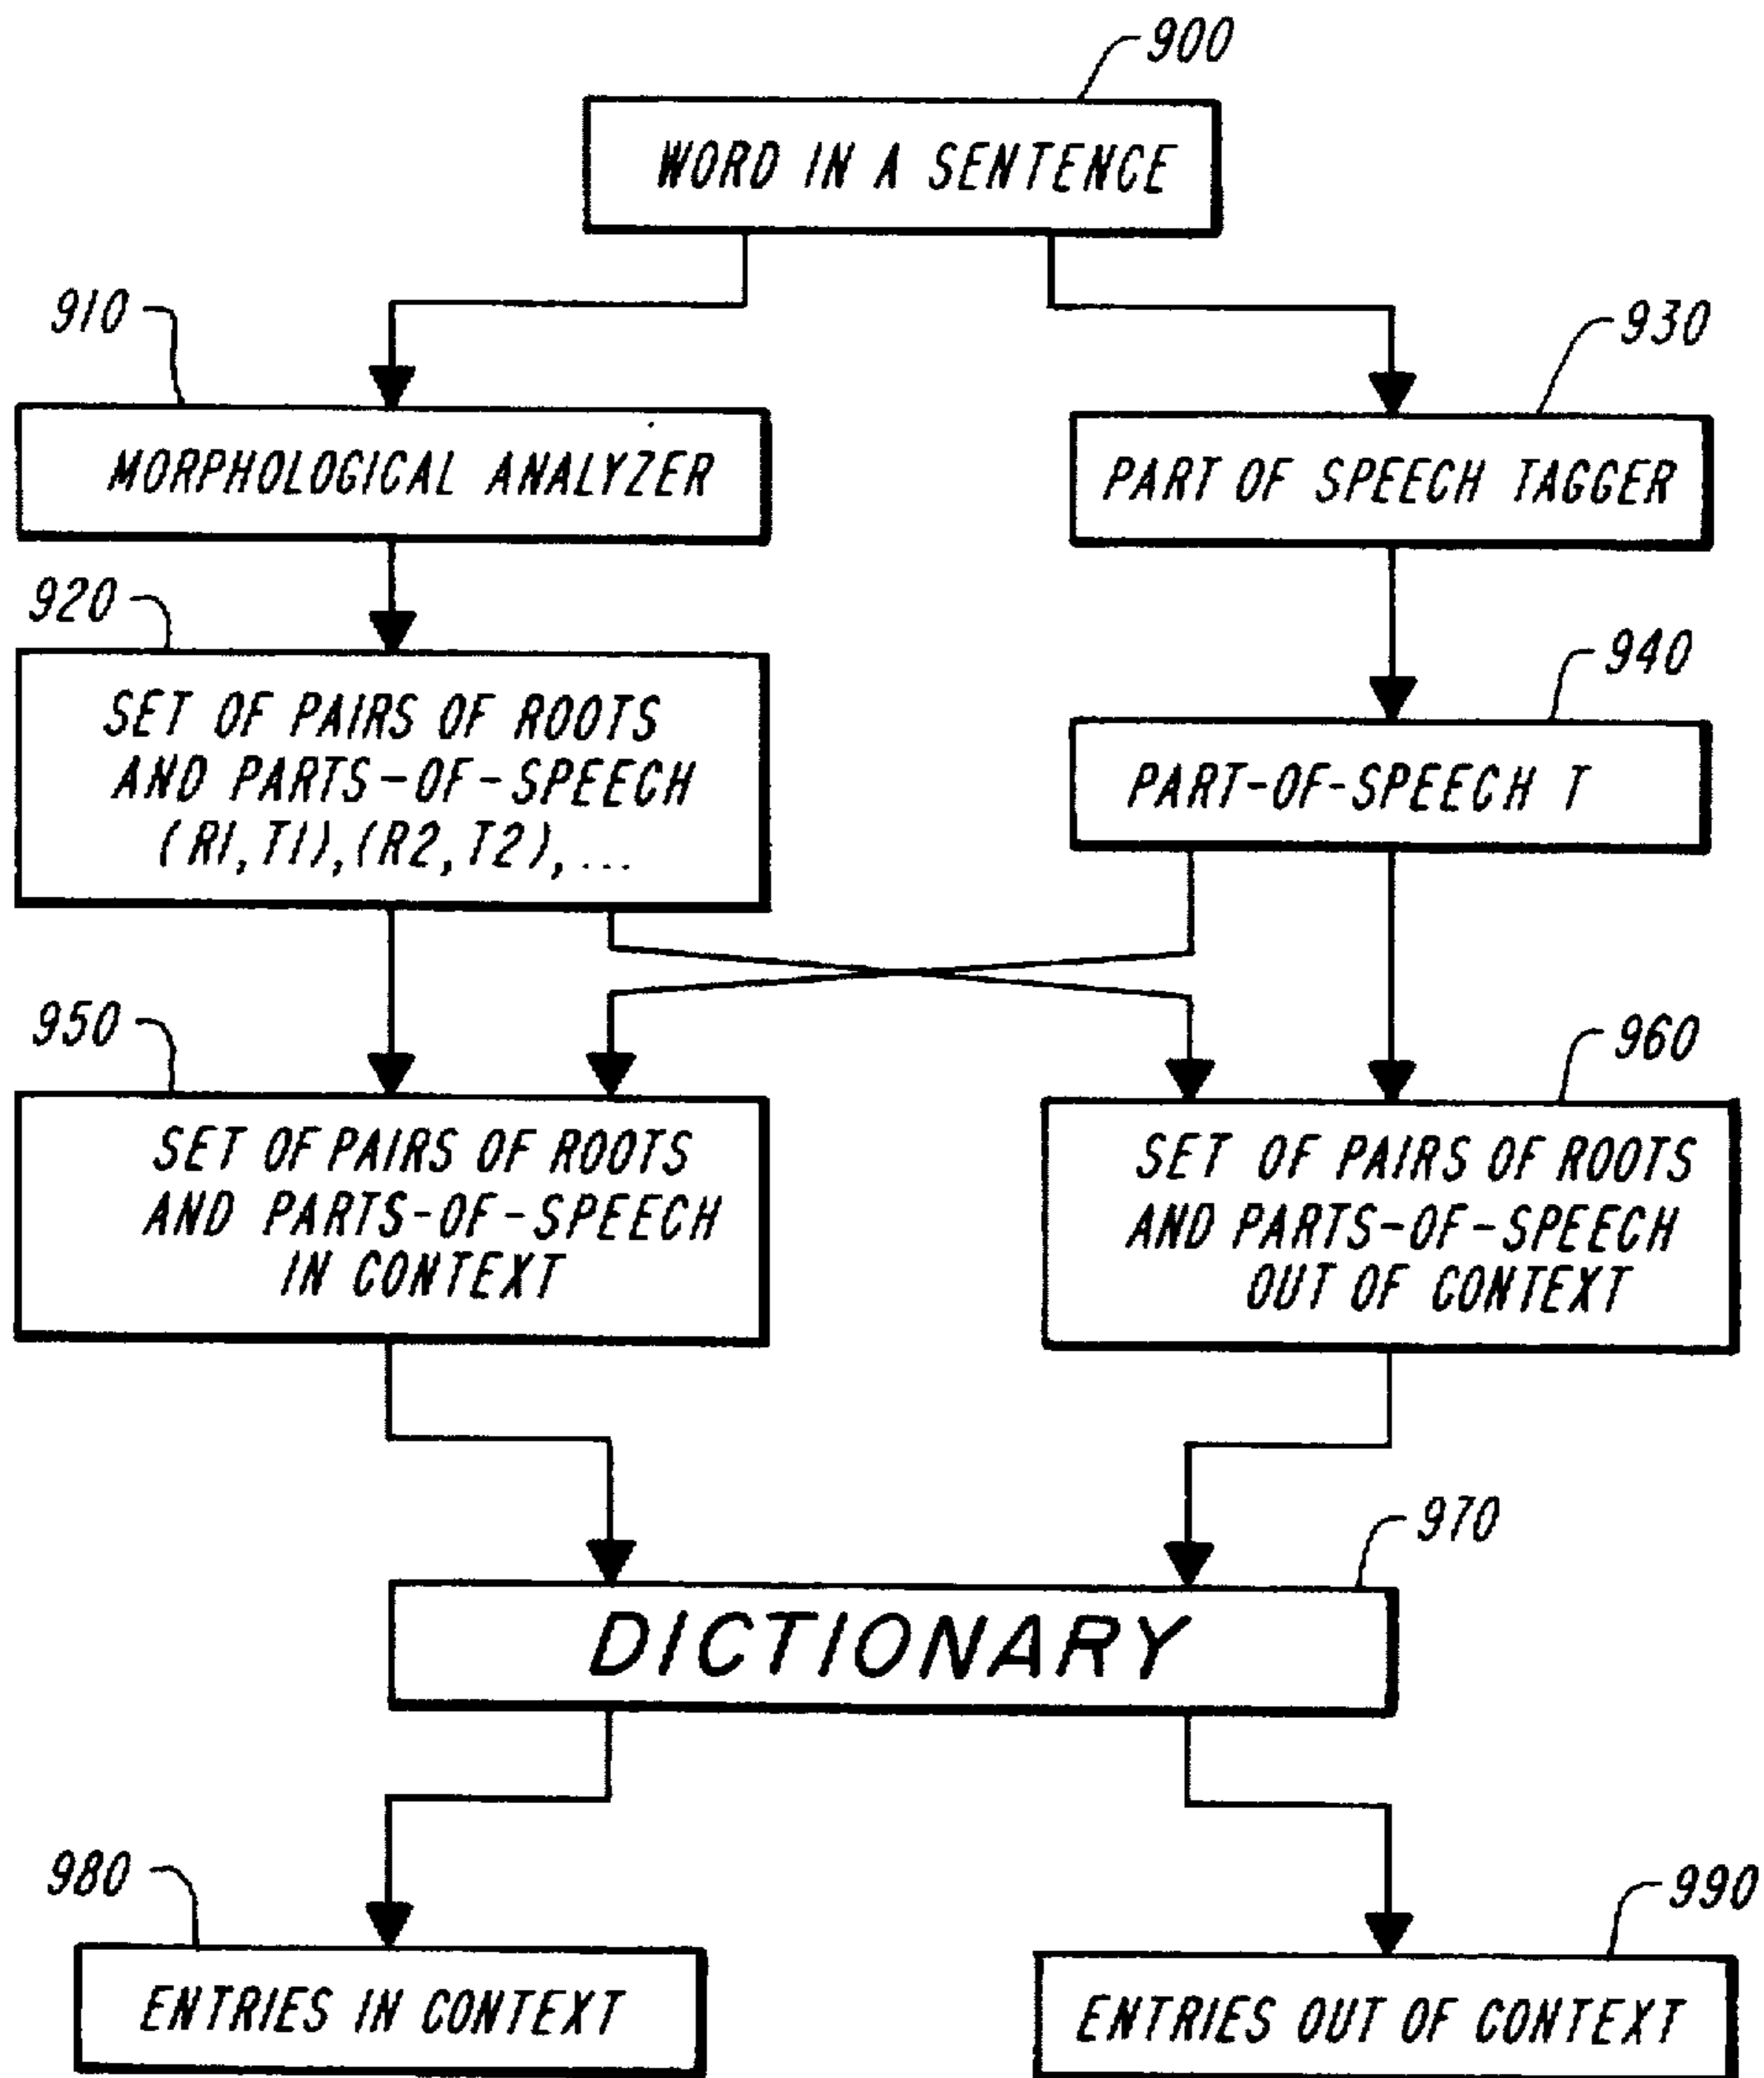 900
WORD IN A SENTENCE
910
930
MORPHOLOGICAL ANALYZER
PART OF SPEECH TAGGER
920
940
SET OF PAIRS OF ROOTS
AND PARTS-OF-SPEECH
(R1,T1),(R2,T2),...
PART-OF-SPEECH T
950
960
SET OF PAIRS OF ROOTS
AND PARTS-OF-SPEECH
IN CONTEXT
SET OF PAIRS OF ROOTS
AND PARTS-OF-SPEECH
OUT OF CONTEXT
970
DICTIONARY
980
990
ENTRIES IN CONTEXT
ENTRIES OUT OF CONTEXT